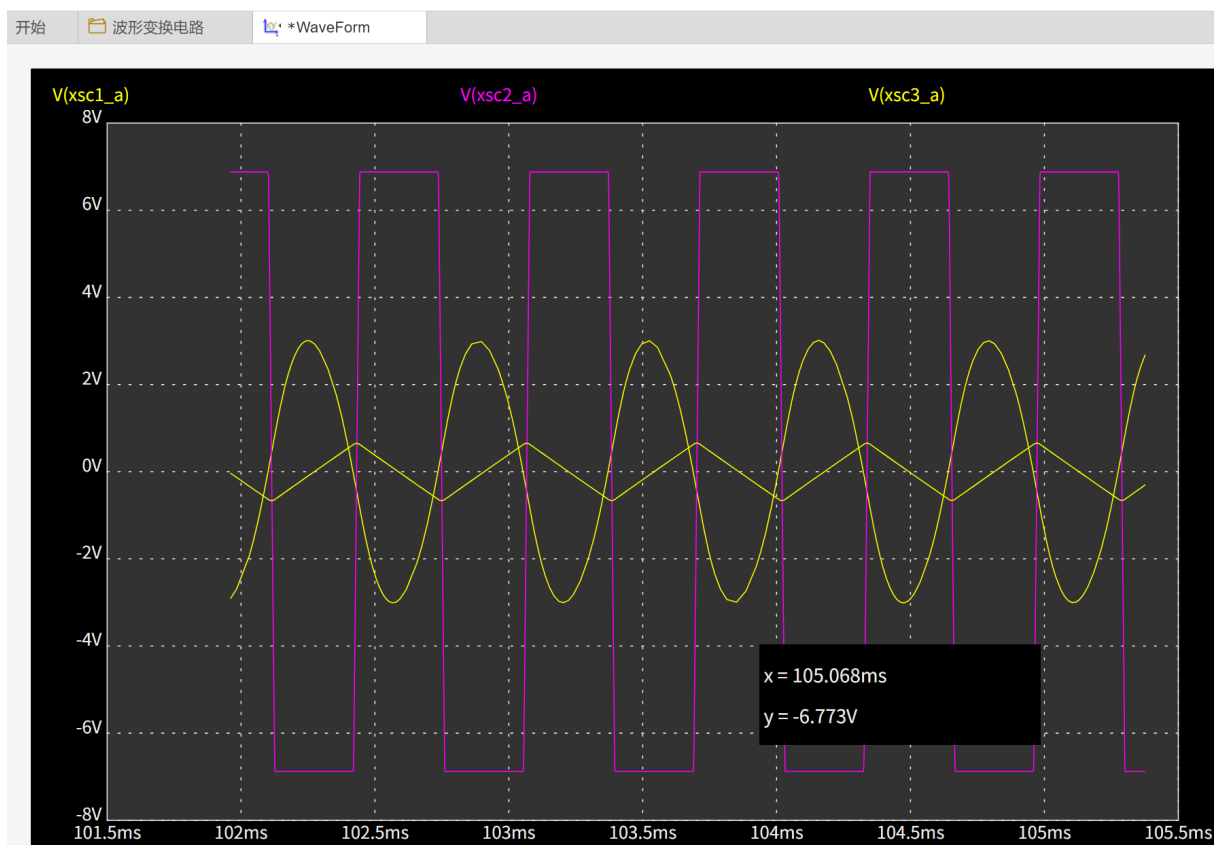 开始 波形变换电路 *WaveForm
V(xsc1_a) V(xsc2_a) V(xsc3_a)
8V
6V
4V
2V
0V
-2V
-4V
x = 105.068ms
y = -6.773V
-6V
-8V
101.5ms 102ms 102.5ms 103ms 103.5ms 104ms 104.5ms 105ms 105.5ms